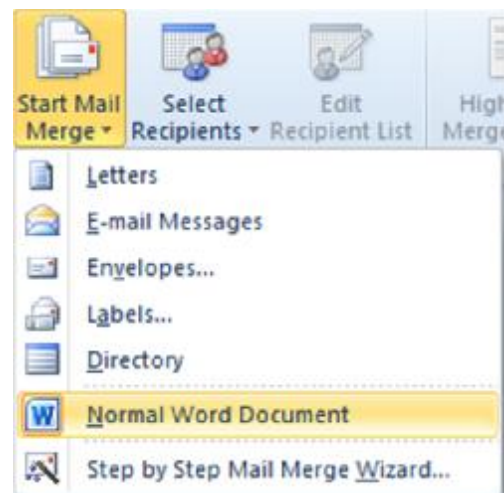 Start Mail Select Edit
Merge Recipients Recipient List
Letters
E-mail Messages
Envelopes...
Labels...
Directory
Normal Word Document
Step by Step Mail Merge Wizard...